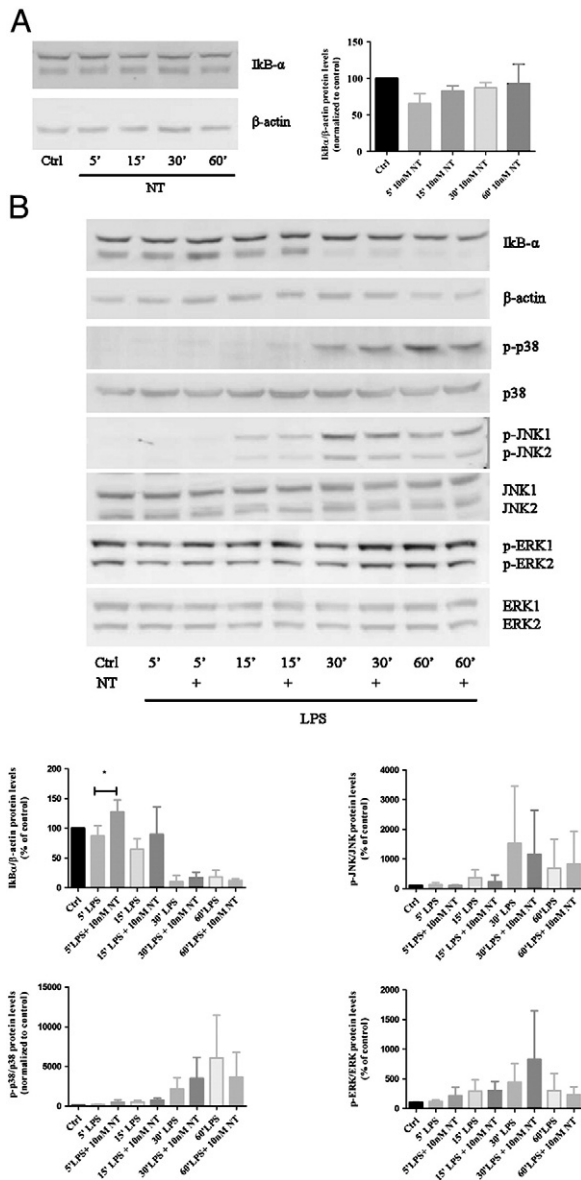 A
IkB-α
β-actin
Ctrl 5' 15' 30' 60'
NT
IkBα/β-actin protein levels
(normalized to control)
150
100
50
0
Ctrl
5' 10nM NT
15' 10nM NT
30' 10nM NT
60' 10nM NT
B
IkB-α
β-actin
p-p38
p38
p-JNK1
p-JNK2
JNK1
JNK2
p-ERK1
p-ERK2
ERK1
ERK2
Ctrl 5' 5' 15' 15' 30' 30' 60' 60'
NT + + + +
LPS
IkBα/β-actin protein levels
(% of control)
200
150
100
50
0
*
Ctrl
5' LPS
5'LPS+ 10nM NT
15' LPS
15' LPS + 10nM NT
30' LPS
30'LPS + 10nM NT
60'LPS
60'LPS+ 10nM NT
p-JNK/JNK protein levels
(% of control)
4000
3000
2000
1000
0
Ctrl
5' LPS
5'LPS+ 10nM NT
15' LPS
15' LPS + 10nM NT
30' LPS
30'LPS + 10nM NT
60'LPS
60'LPS+ 10nM NT
p-p38/p38 protein levels
(normalized to control)
15000
10000
5000
0
Ctrl
5' LPS
5'LPS+ 10nM NT
15' LPS
15' LPS + 10nM NT
30' LPS
30'LPS + 10nM NT
60'LPS
60'LPS+ 10nM NT
p-ERK/ERK protein levels
(% of control)
2000
1500
1000
500
0
Ctrl
5' LPS
5'LPS+ 10nM NT
15' LPS
15' LPS + 10nM NT
30' LPS
30'LPS + 10nM NT
60'LPS
60'LPS+ 10nM NT